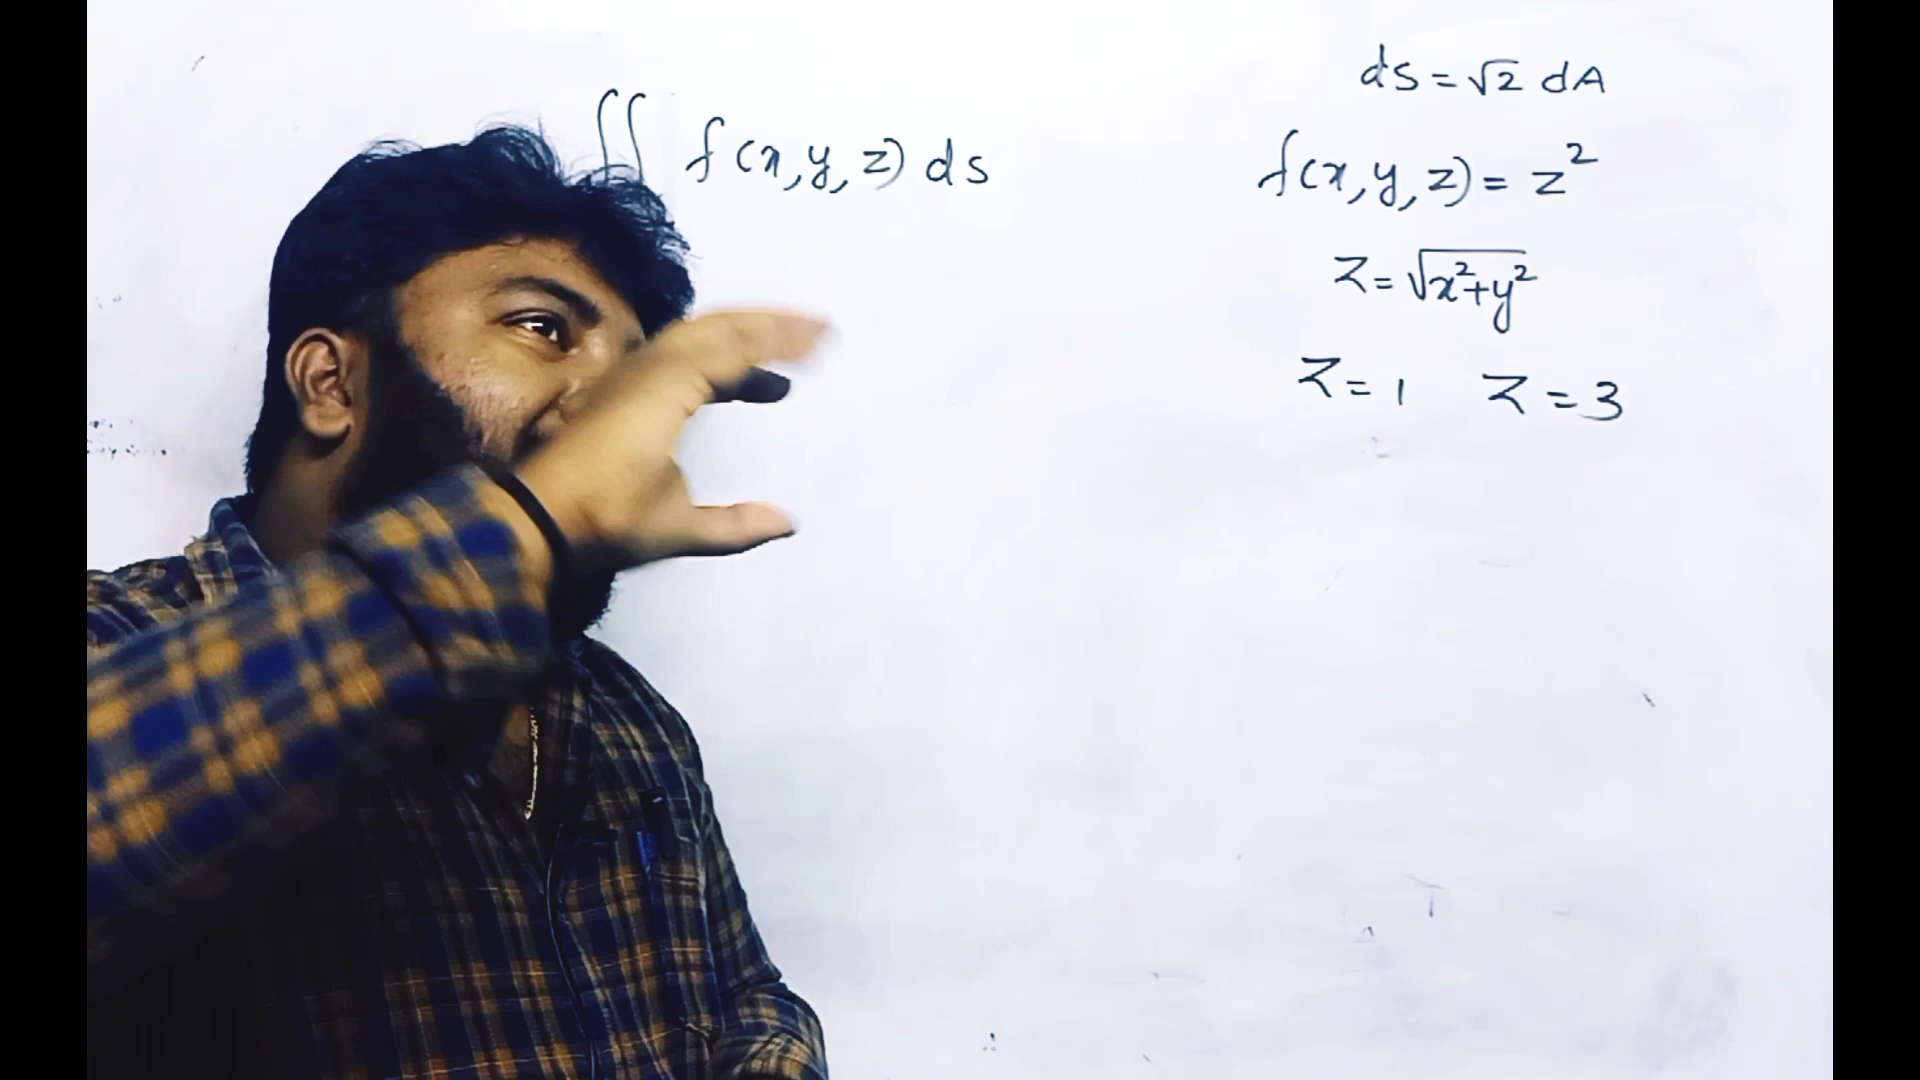 ∬ f(x,y,z) ds
ds = √2 dA
f(x,y,z) = z²
z = √x²+y²
z = 1 z = 3